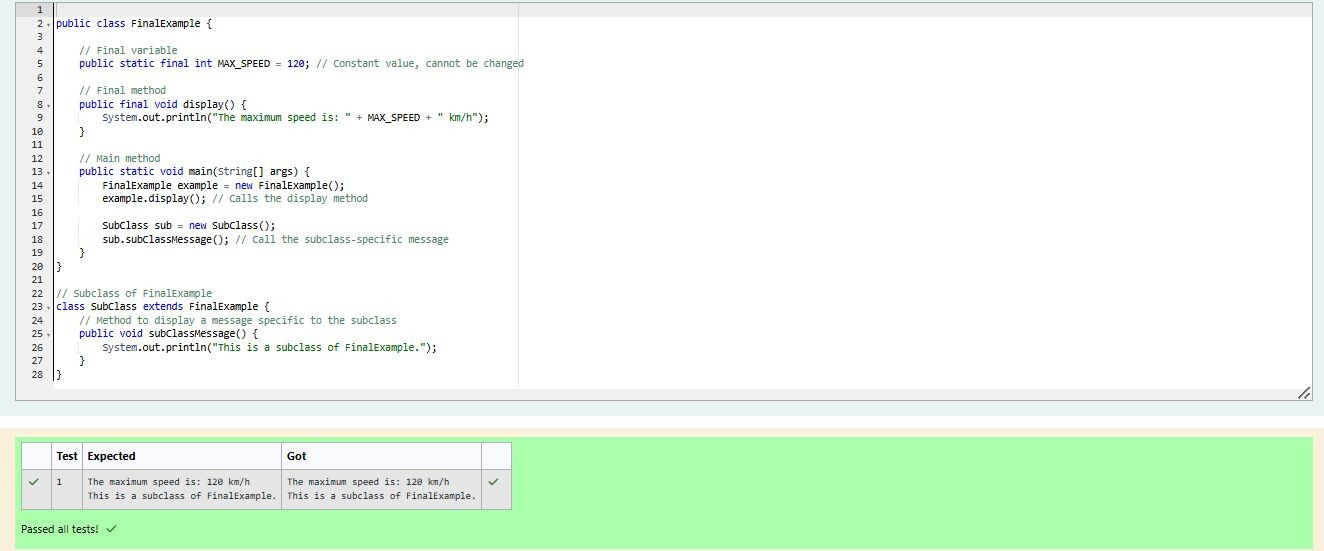 1
2 public class FinalExample {
3
4     // Final variable
5     public static final int MAX_SPEED = 120; // Constant value, cannot be changed
6
7     // Final method
8     public final void display() {
9         System.out.println("The maximum speed is: " + MAX_SPEED + " km/h");
10     }
11
12     // Main method
13     public static void main(String[] args) {
14         FinalExample example = new FinalExample();
15         example.display(); // Calls the display method
16
17         SubClass sub = new SubClass();
18         sub.subClassMessage(); // Call the subclass-specific message
19     }
20 }
21
22 // Subclass of FinalExample
23 class SubClass extends FinalExample {
24     // Method to display a message specific to the subclass
25     public void subClassMessage() {
26         System.out.println("This is a subclass of FinalExample.");
27     }
28 }
Test Expected Got
1 The maximum speed is: 120 km/h The maximum speed is: 120 km/h
This is a subclass of FinalExample. This is a subclass of FinalExample.
Passed all tests!